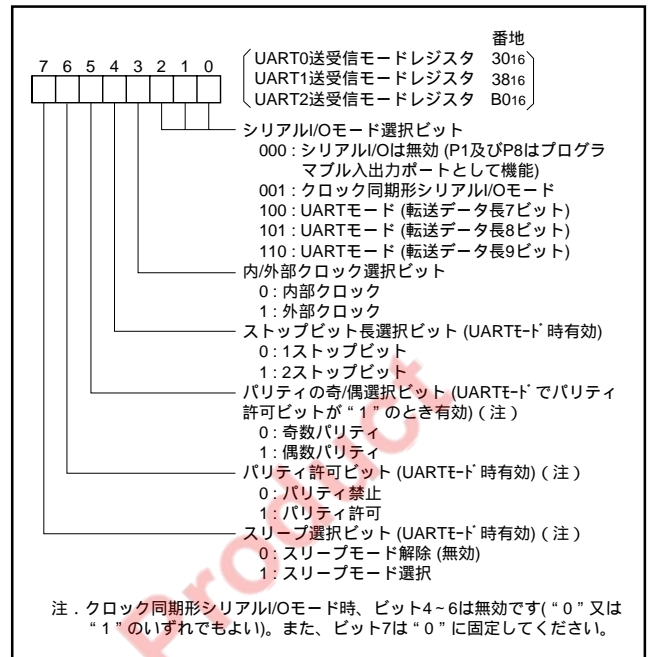 番地
7 6 5 4 3 2 1 0
UART0送受信モードレジスタ 3016
UART1送受信モードレジスタ 3816
UART2送受信モードレジスタ B016
シリアルI/Oモード選択ビット
000 : シリアルI/Oは無効 (P1及びP8はプログラ
マブル入出力ポートとして機能)
001 : クロック同期形シリアルI/Oモード
100 : UARTモード (転送データ長7ビット)
101 : UARTモード (転送データ長8ビット)
110 : UARTモード (転送データ長9ビット)
内/外部クロック選択ビット
0 : 内部クロック
1 : 外部クロック
ストップビット長選択ビット (UARTﾓｰﾄﾞ時有効)
0 : 1ストップビット
1 : 2ストップビット
パリティの奇/偶選択ビット (UARTﾓｰﾄﾞでパリティ
許可ビットが“1”のとき有効) (注)
0 : 奇数パリティ
1 : 偶数パリティ
パリティ許可ビット (UARTﾓｰﾄﾞ時有効) (注)
0 : パリティ禁止
1 : パリティ許可
スリープ選択ビット (UARTﾓｰﾄﾞ時有効) (注)
0 : スリープモード解除 (無効)
1 : スリープモード選択
注．クロック同期形シリアルI/Oモード時、ビット4~6は無効です(“0”又は
“1”のいずれでもよい)。また、ビット7は“0”に固定してください。
Product